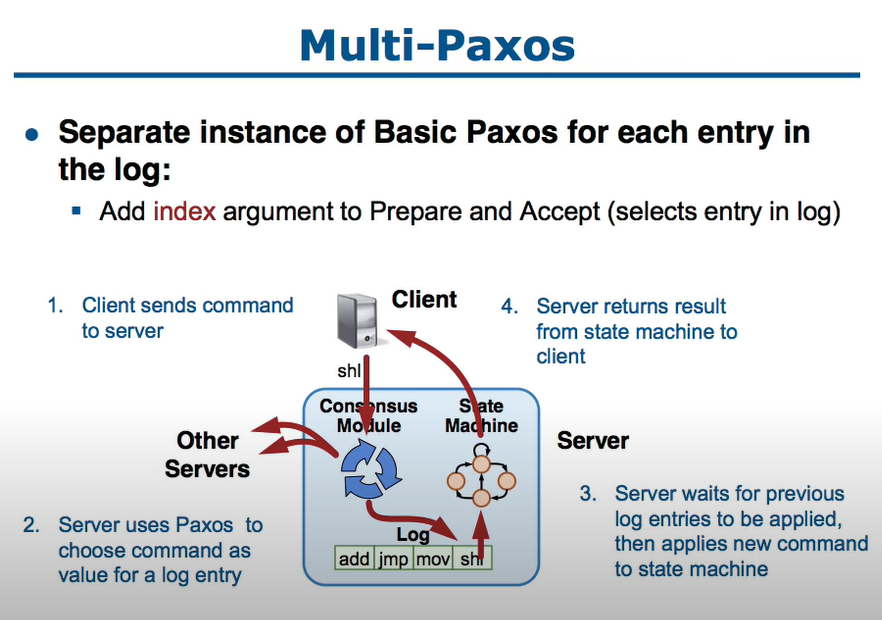 Multi-Paxos
• Separate instance of Basic Paxos for each entry in
the log:
▪ Add index argument to Prepare and Accept (selects entry in log)
1. Client sends command
to server
Client
4. Server returns result
from state machine to
client
shl
Consensus
Module
State
Machine
Other
Servers
Server
2. Server uses Paxos to
choose command as
value for a log entry
3. Server waits for previous
log entries to be applied,
then applies new command
to state machine
Log
add jmp mov shl